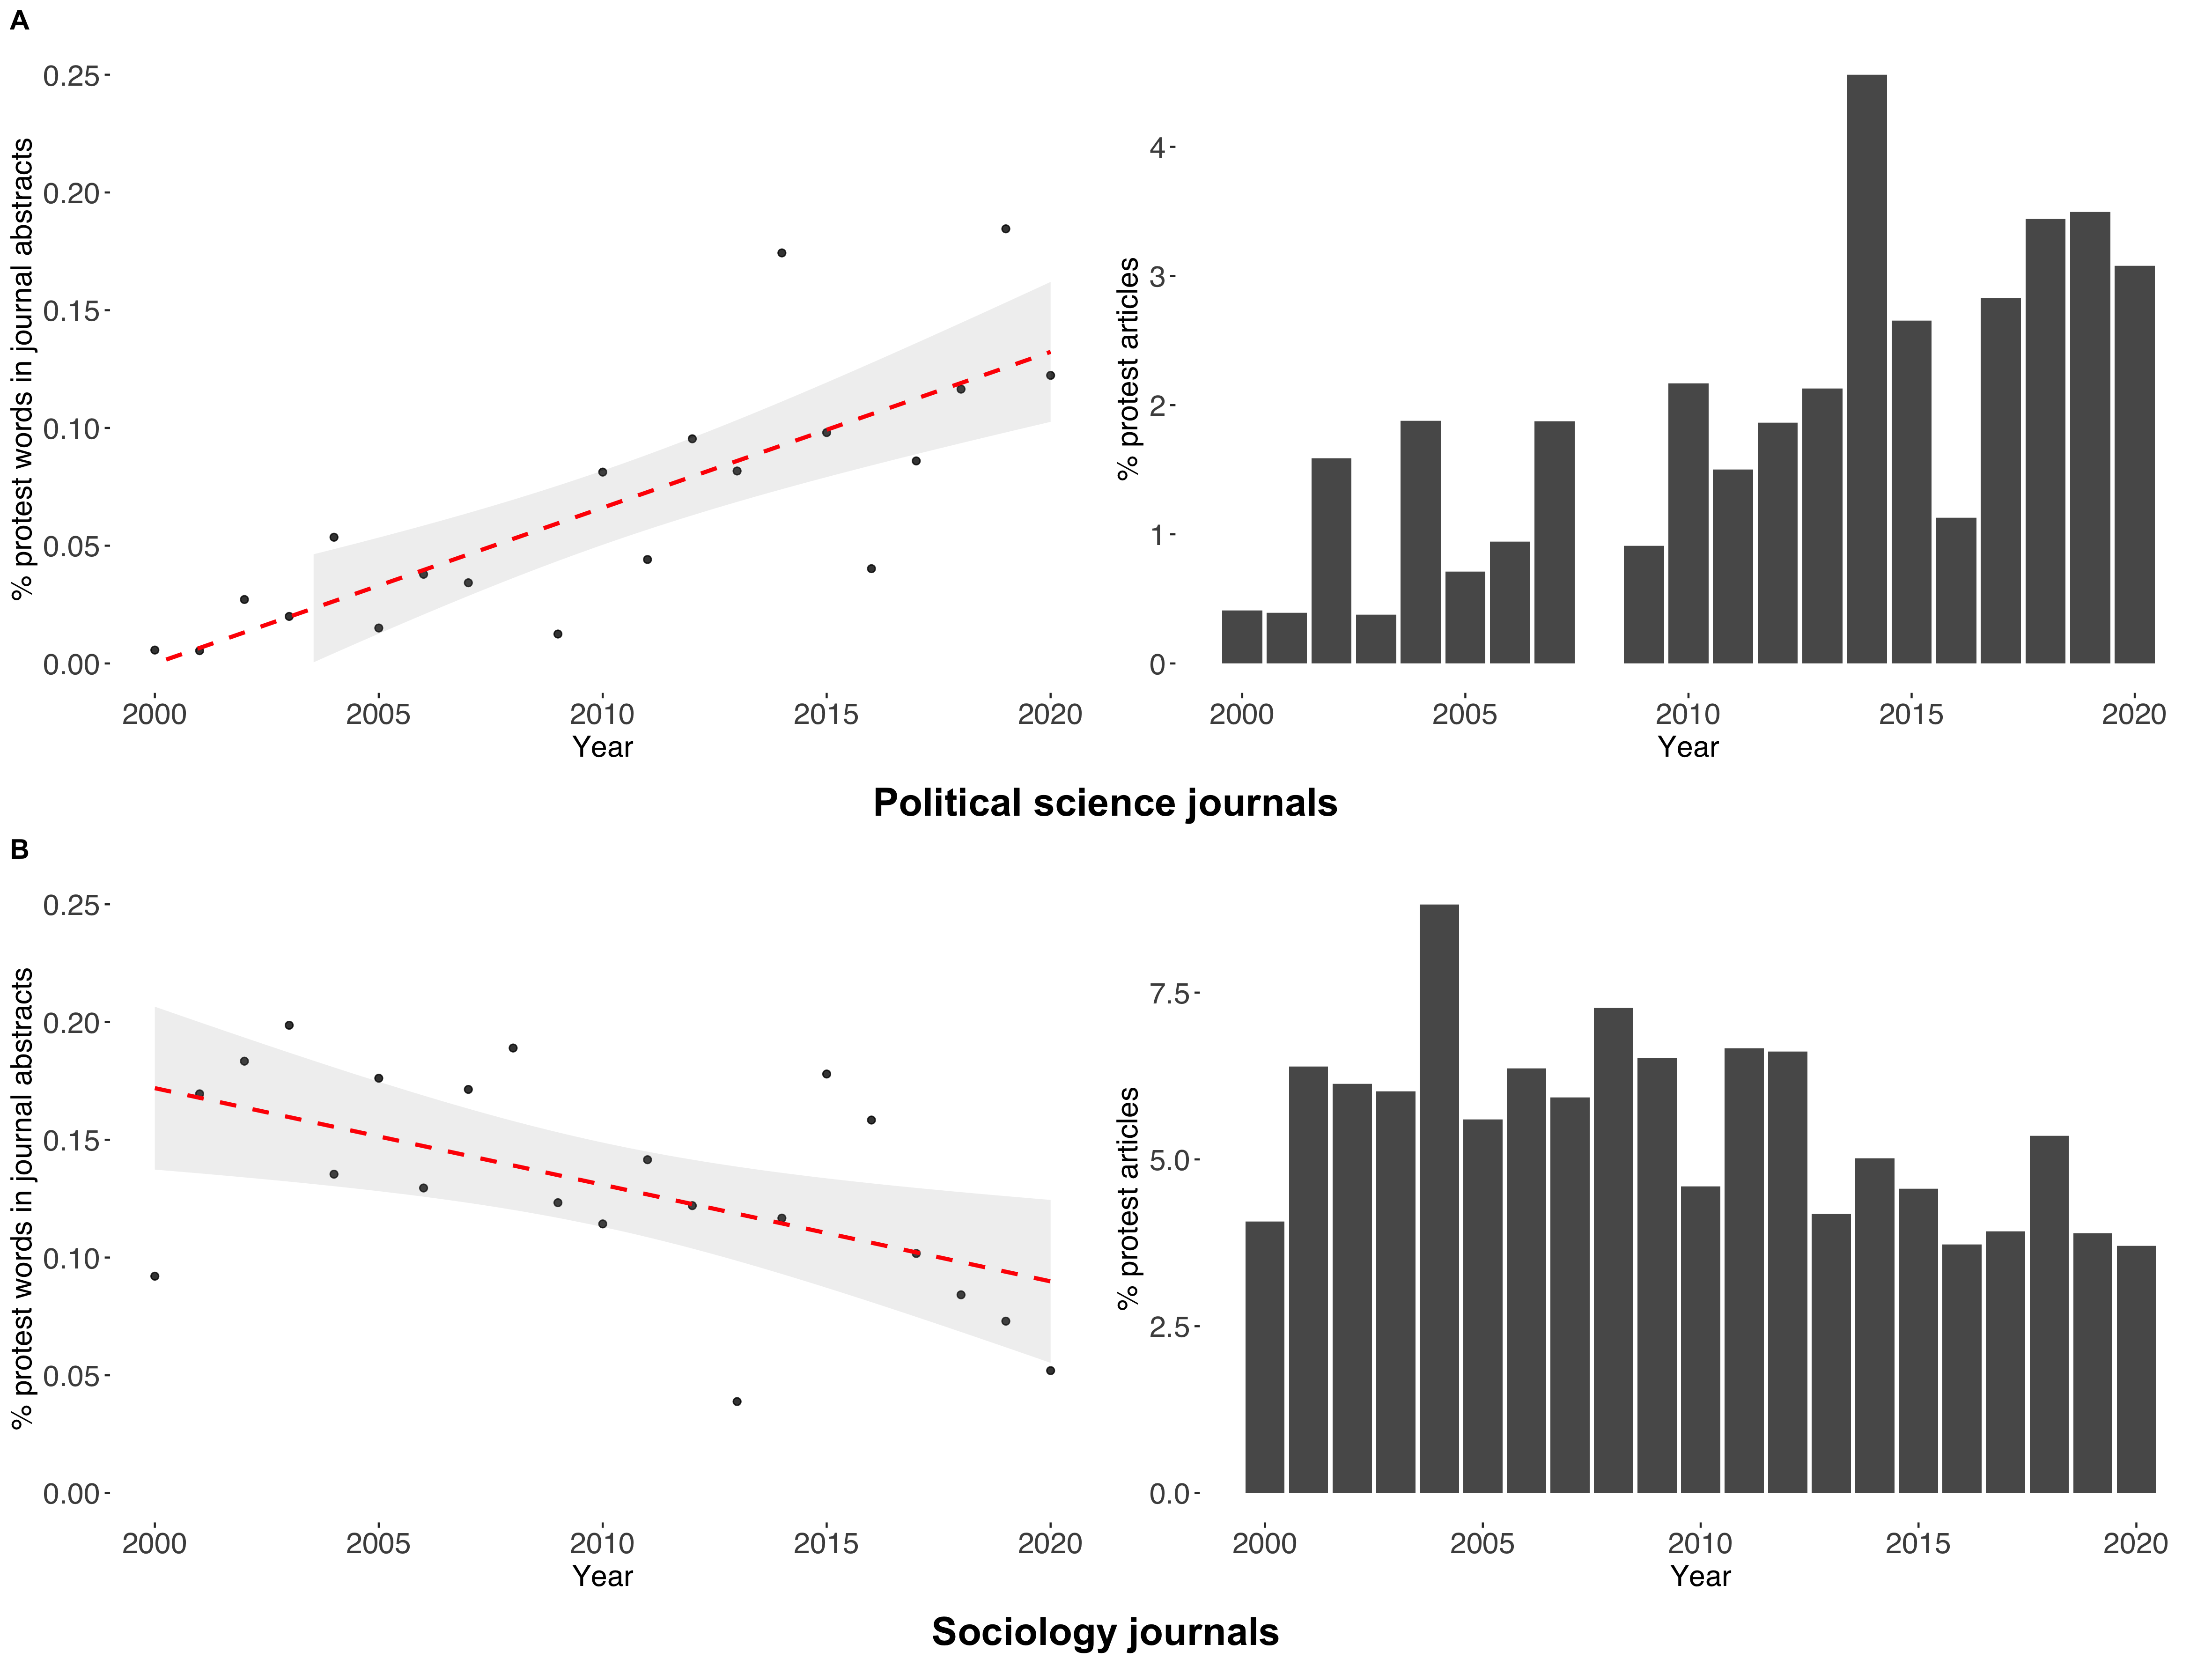 A
% protest words in journal abstracts
0.25
0.20
0.15
0.10
0.05
0.00
2000 2005 2010 2015 2020
Year
% protest articles
4
3
2
1
0
2000 2005 2010 2015 2020
Year
Political science journals
B
% protest words in journal abstracts
0.25
0.20
0.15
0.10
0.05
0.00
2000 2005 2010 2015 2020
Year
% protest articles
7.5
5.0
2.5
0.0
2000 2005 2010 2015 2020
Year
Sociology journals